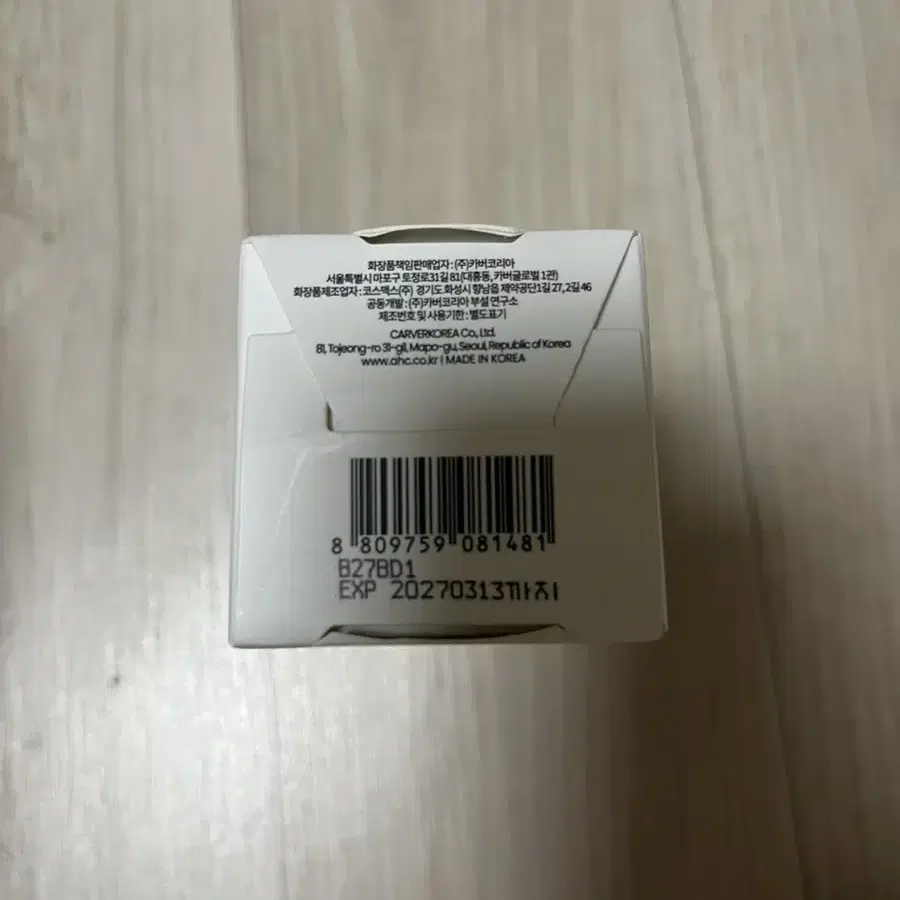 화장품책임판매업자 : (주)카버코리아
서울특별시 마포구 토정로31길 81(대흥동, 카버글로벌 1관)
화장품제조업자 : 코스맥스(주) 경기도 화성시 향남읍 제약공단1길 27, 2길 46
공동개발 : (주)카버코리아 부설 연구소
제조번호 및 사용기한 : 별도표기
CARVERKOREA Co., Ltd.
81, Tojeong-ro 31-gil, Mapo-gu, Seoul, Republic of Korea
www.ahc.co.kr | MADE IN KOREA
8 809759 081481
B27BD1
EXP 20270313까지